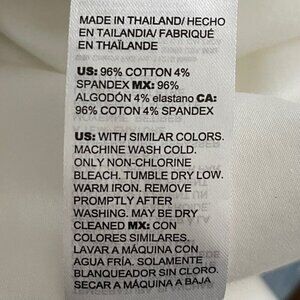 MADE IN THAILAND/ HECHO
EN TAILANDIA/ FABRIQUÉ
EN THAÏLANDE
US: 96% COTTON 4%
SPANDEX MX: 96%
ALGODÓN 4% elastano CA:
96% COTON 4% SPANDEX
US: WITH SIMILAR COLORS.
MACHINE WASH COLD.
ONLY NON-CHLORINE
BLEACH. TUMBLE DRY LOW.
WARM IRON. REMOVE
PROMPTLY AFTER
WASHING. MAY BE DRY
CLEANED MX: CON
COLORES SIMILARES.
LAVAR A MÁQUINA CON
AGUA FRÍA. SOLAMENTE
BLANQUEADOR SIN CLORO.
SECAR A MÁQUINA A BAJA